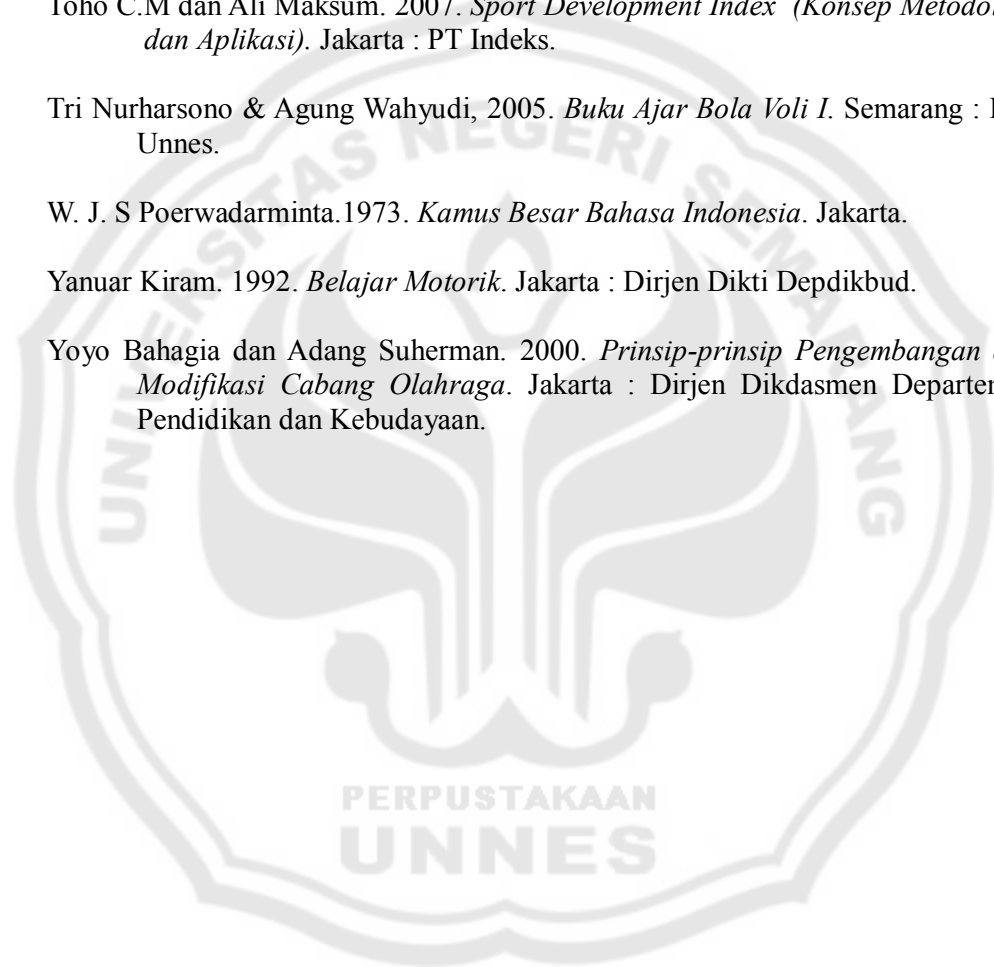 Toho C.M dan Ali Maksum. 2007. Sport Development Index (Konsep
dan Aplikasi). Jakarta : PT Indeks.
Tri Nurharsono & Agung Wahyudi, 2005. Buku Ajar Bola Voli I. Semarang :
Unnes.
W. J. S Poerwadarminta.1973. Kamus Besar Bahasa Indonesia. Jakarta.
Yanuar Kiram. 1992. Belajar Motorik. Jakarta : Dirjen Dikti Depdikbud.
Yoyo Bahagia dan Adang Suherman. 2000. Prinsip-prinsip Pengembangan
Modifikasi Cabang Olahraga. Jakarta : Dirjen Dikdasmen
Pendidikan dan Kebudayaan.
UNIVERSITAS NEGERI SEMARANG
PERPUSTAKAAN
UNNES